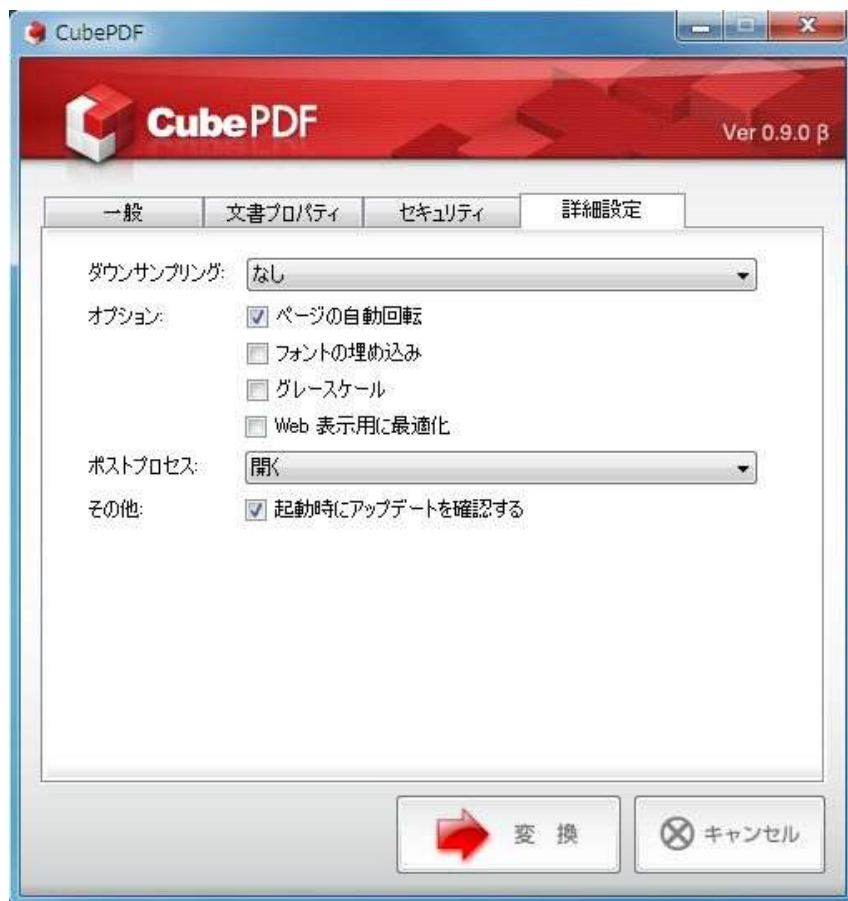 CubePDF
CubePDF
Ver 0.9.0 β
一般 文書プロパティ セキュリティ 詳細設定
ダウンサンプリング: なし
オプション: ページの自動回転
フォントの埋め込み
グレースケール
Web 表示用に最適化
ポストプロセス: 開く
その他: 起動時にアップデートを確認する
変換 キャンセル